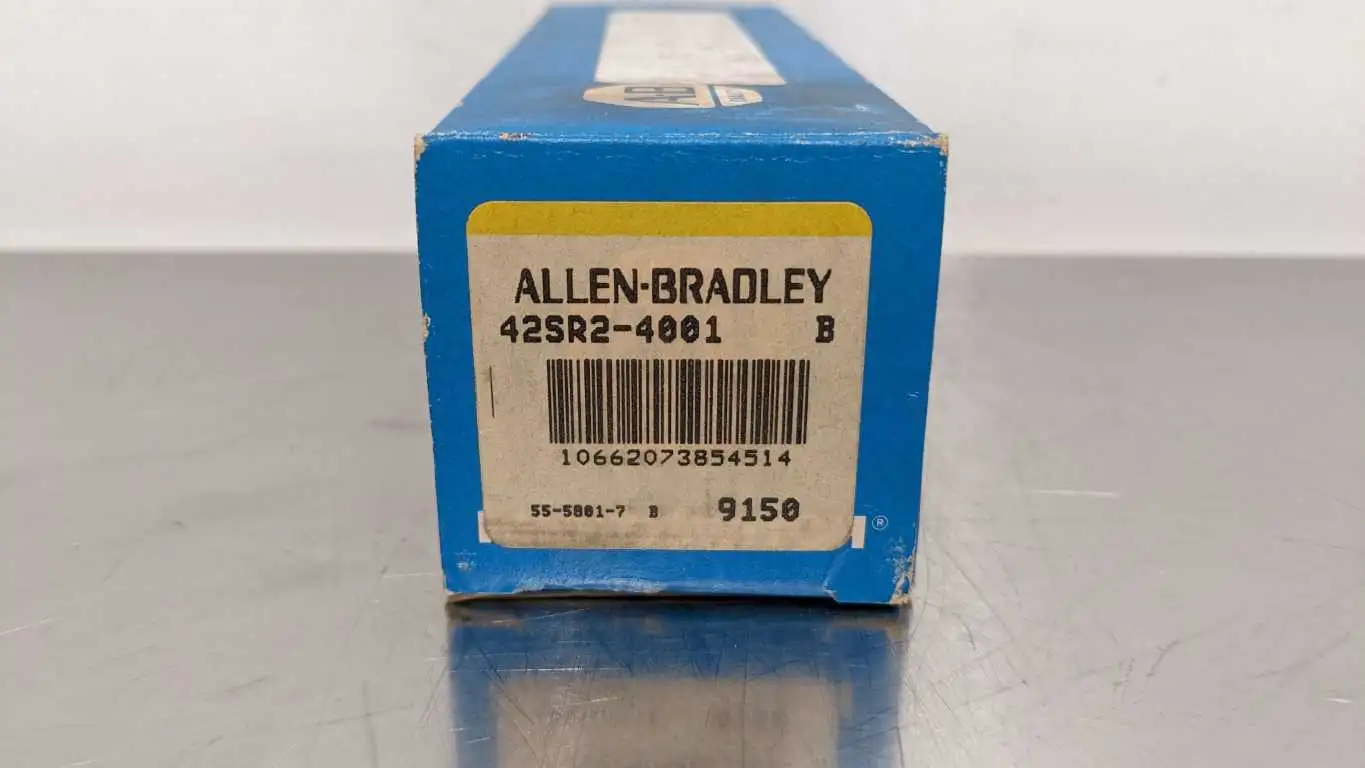 A-B
ALLEN-BRADLEY
42SR2-4001 B
10662073854514
55-5801-7 B 9150
®